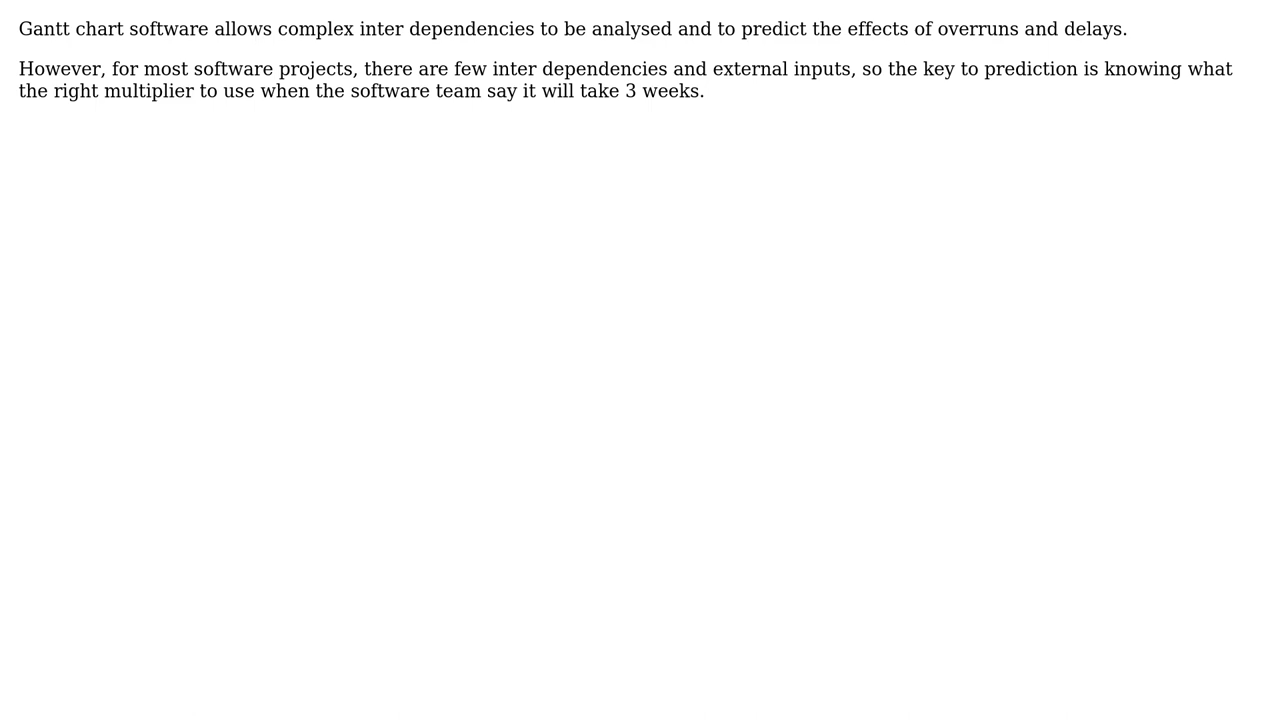 Gantt chart software allows complex inter dependencies to be analysed and to predict the effects of overruns and delays.
However, for most software projects, there are few inter dependencies and external inputs, so the key to prediction is knowing what
the right multiplier to use when the software team say it will take 3 weeks.